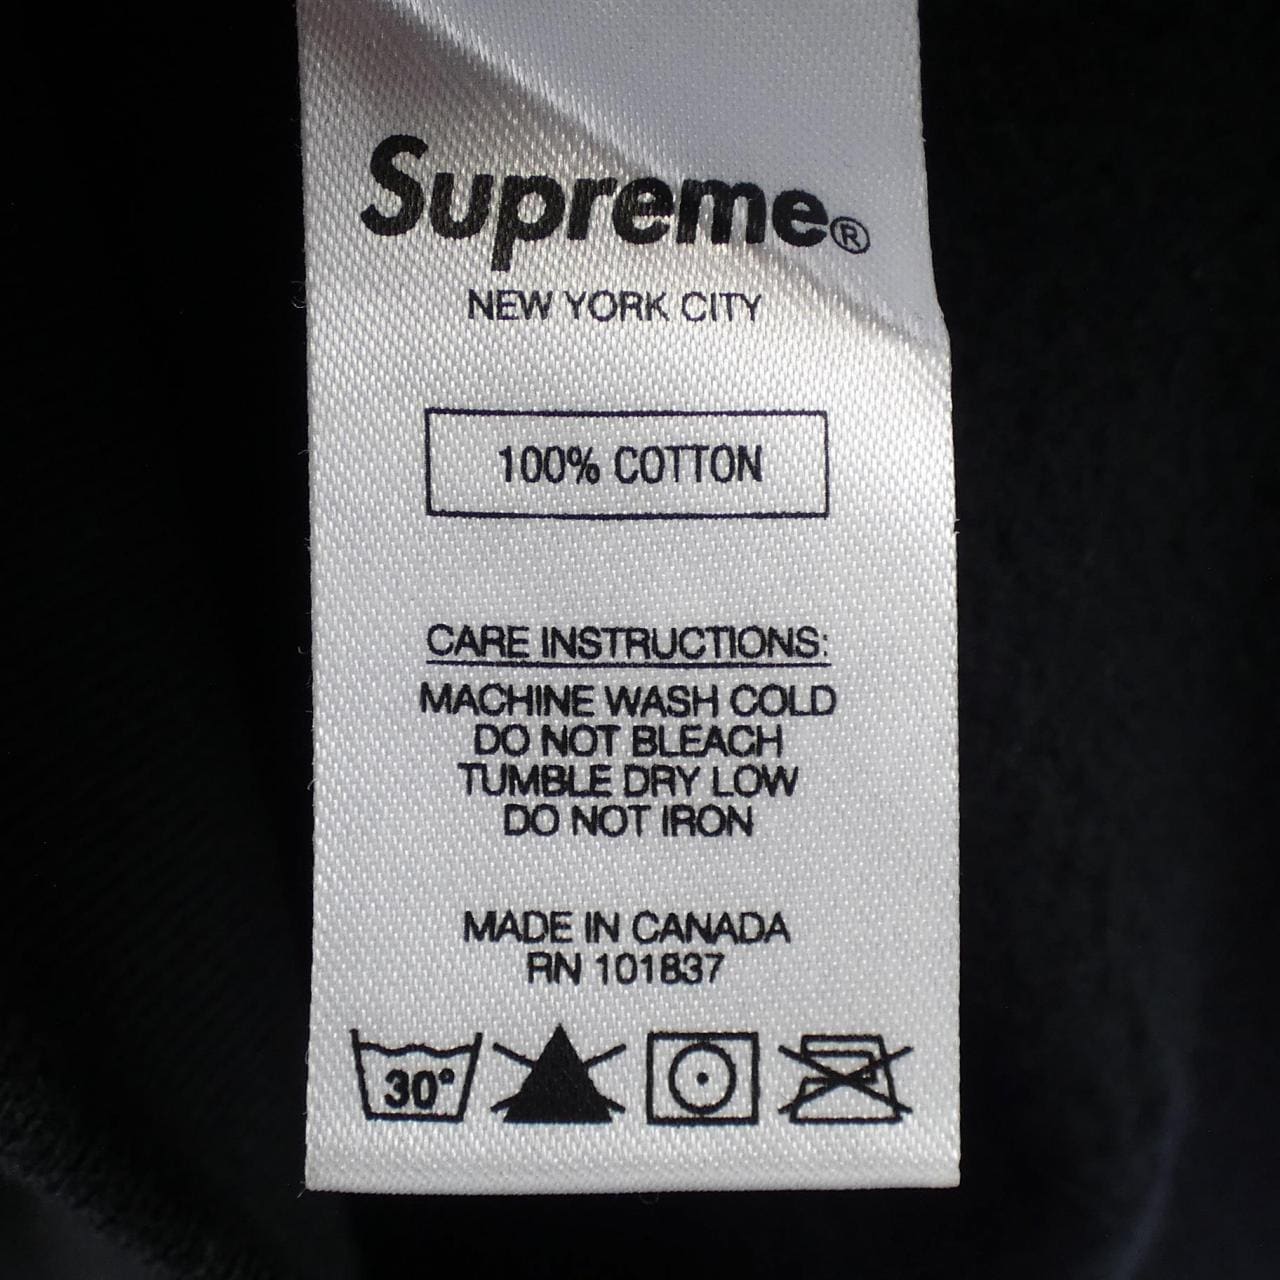 Supreme®
NEW YORK CITY
100% COTTON
CARE INSTRUCTIONS:
MACHINE WASH COLD
DO NOT BLEACH
TUMBLE DRY LOW
DO NOT IRON
MADE IN CANADA
RN 101837
30°